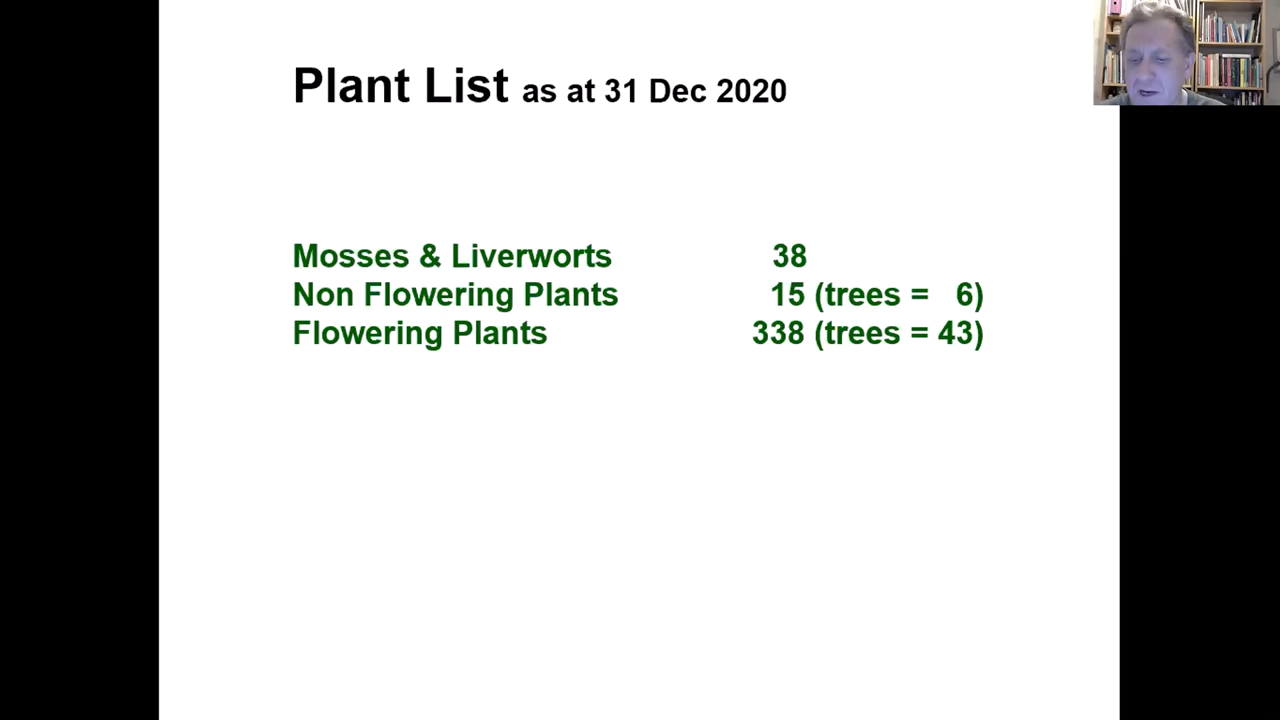 Plant List as at 31 Dec 2020
Mosses & Liverworts 38
Non Flowering Plants 15 (trees = 6)
Flowering Plants 338 (trees = 43)